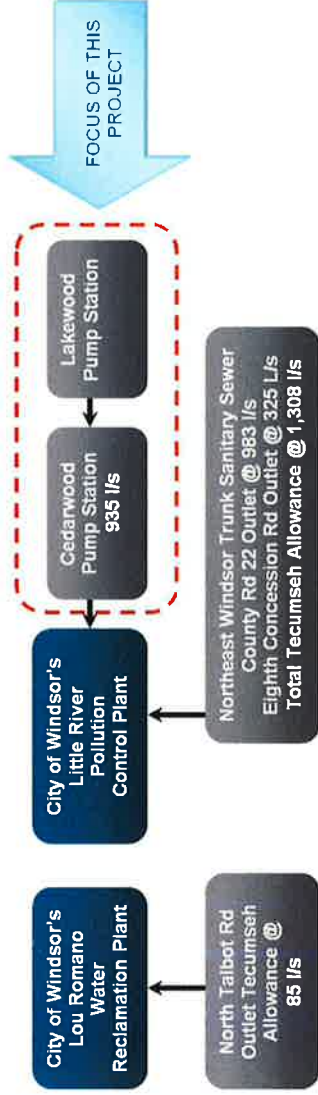 City of Windsor's
Lou Romano
Water
Reclamation Plant
City of Windsor's
Little River
Pollution
Control Plant
Cedarwood
Pump Station
935 l/s
Lakewood
Pump Station
FOCUS OF THIS
PROJECT
North Talbot Rd
Outlet Tecumseh
Allowance @
85 l/s
Northeast Windsor Trunk Sanitary Sewer
County Rd 22 Outlet @ 983 l/s
Eighth Concession Rd Outlet @ 325 L/s
Total Tecumseh Allowance @ 1,308 l/s